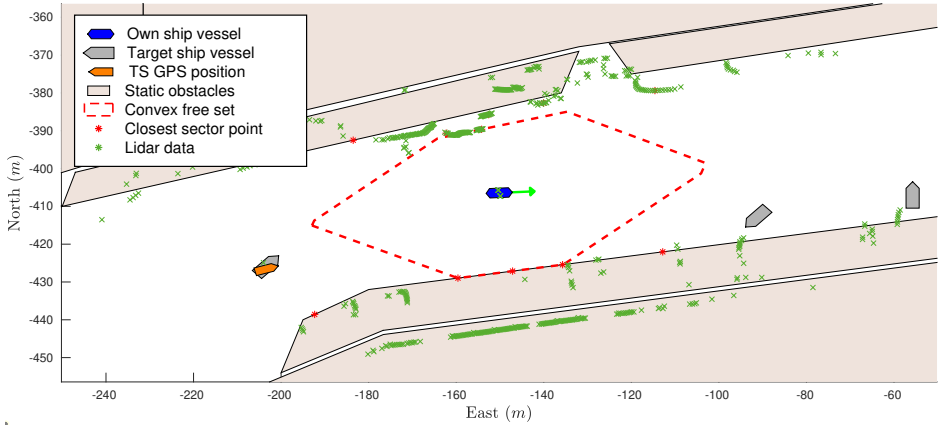 -360
-370
-380
-390
-400
-410
-420
-430
-440
-450
North (m)
Own ship vessel
Target ship vessel
TS GPS position
Static obstacles
Convex free set
Closest sector point
Lidar data
-240 -220 -200 -180 -160 -140 -120 -100 -80 -60
East (m)